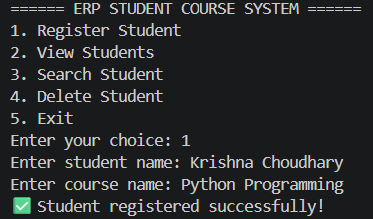 ====== ERP STUDENT COURSE SYSTEM ======
1. Register Student
2. View Students
3. Search Student
4. Delete Student
5. Exit
Enter your choice: 1
Enter student name: Krishna Choudhary
Enter course name: Python Programming
✅ Student registered successfully!